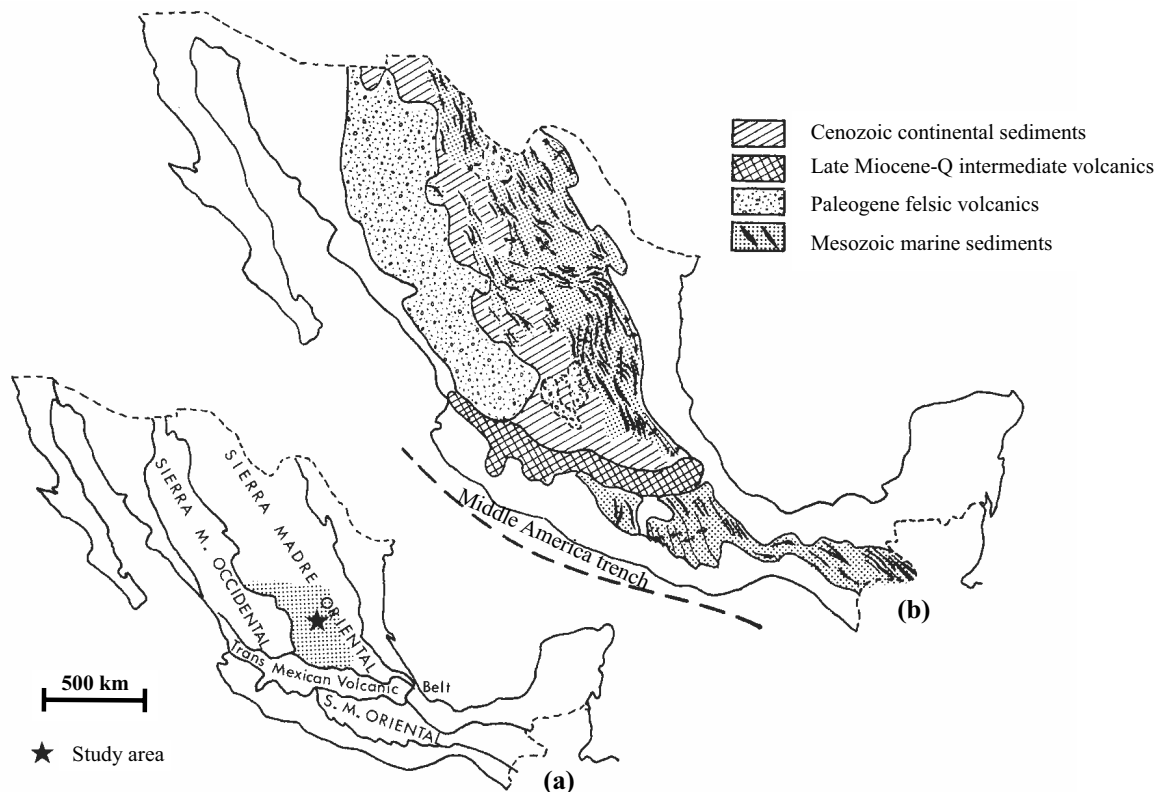 Cenozoic continental sediments
Late Miocene-Q intermediate volcanics
Paleogene felsic volcanics
Mesozoic marine sediments
Middle America trench
(b)
SIERRA M. OCCIDENTAL
SIERRA MADRE ORIENTAL
Trans Mexican Volcanic Belt
S. M. ORIENTAL
500 km
Study area
(a)